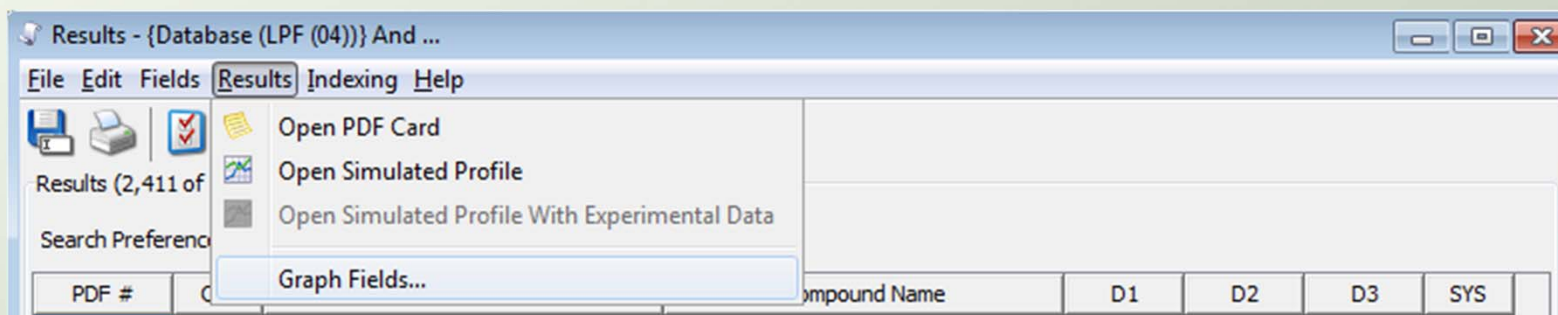 Results - {Database (LPF (04))} And ...
File Edit Fields Results Indexing Help
Open PDF Card
Open Simulated Profile
Results (2,411 of
Open Simulated Profile With Experimental Data
Search Preferenc
Graph Fields...
PDF # ompound Name D1 D2 D3 SYS